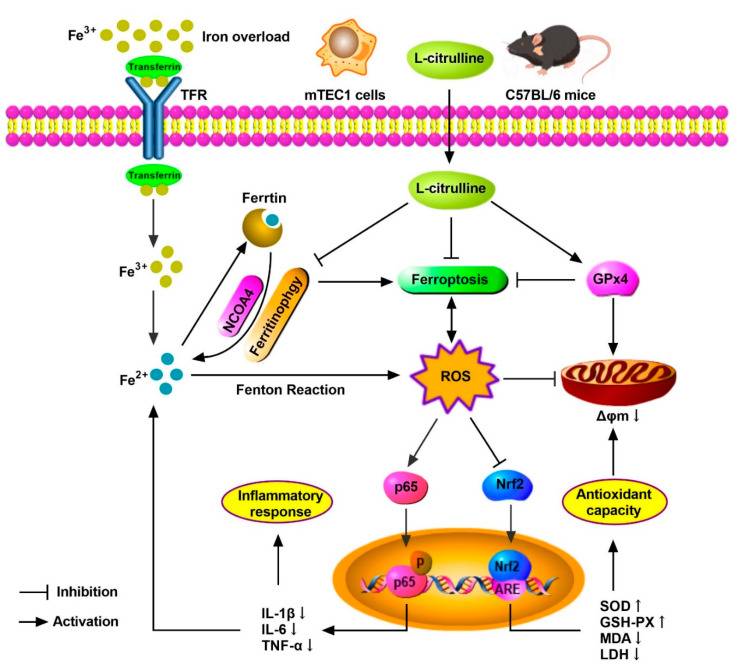 Fe3+
Iron overload
Transferrin
TFR
mTEC1 cells
L-citrulline
C57BL/6 mice
Transferrin
L-citrulline
Ferrtin
Fe3+
NCOA4
Ferritinophgy
Ferroptosis
GPx4
Fe2+
Fenton Reaction
ROS
Δφm↓
p65
Nrf2
Inflammatory
response
Antioxidant
capacity
p
p65
Nrf2
ARE
Inhibition
Activation
IL-1β↓
IL-6↓
TNF-α↓
SOD↑
GSH-PX↑
MDA↓
LDH↓